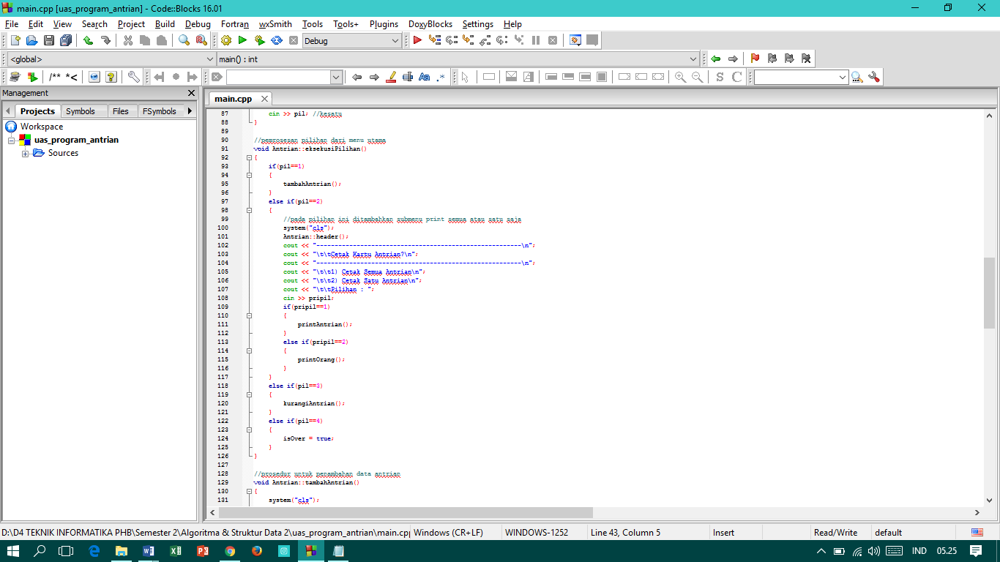 main.cpp [uas_program_antrian] - Code::Blocks 16.01
File Edit View Search Project Build Debug Fortran wxSmith Tools Tools+ Plugins DoxyBlocks Settings Help
Debug
<global> main() : int
/** *<
Aa .*
S C
Management
main.cpp
Projects Symbols Files FSymbols
Workspace
uas_program_antrian
Sources
87 cin >> pil; //kesatu
88 }
89
90 //pemrosesan pilihan dari menu utama
91 void Antrian::eksekusiPilihan()
92 {
93 if(pil==1)
94 {
95 tambahAntrian();
96 }
97 else if(pil==2)
98 {
99 //pada pilihan ini ditambahkan submenu print semua atau satu saja
100 system("cls");
101 Antrian::header();
102 cout << "--------------------------------------------------------\n";
103 cout << "\t\tCetak Kartu Antrian?\n";
104 cout << "--------------------------------------------------------\n";
105 cout << "\t\t1) Cetak Semua Antrian\n";
106 cout << "\t\t2) Cetak Satu Antrian\n";
107 cout << "\t\tPilihan : ";
108 cin >> pripil;
109 if(pripil==1)
110 {
111 printAntrian();
112 }
113 else if(pripil==2)
114 {
115 printOrang();
116 }
117 }
118 else if(pil==3)
119 {
120 kurangiAntrian();
121 }
122 else if(pil==4)
123 {
124 isOver = true;
125 }
126 }
127
128 //prosedur untuk penambahan data antrian
129 void Antrian::tambahAntrian()
130 {
131 system("cls");
D:\D4 TEKNIK INFORMATIKA PHB\Semester 2\Algoritma & Struktur Data 2\uas_program_antrian\main.cpp Windows (CR+LF) WINDOWS-1252 Line 43, Column 5 Insert Read/Write default
IND 05.25